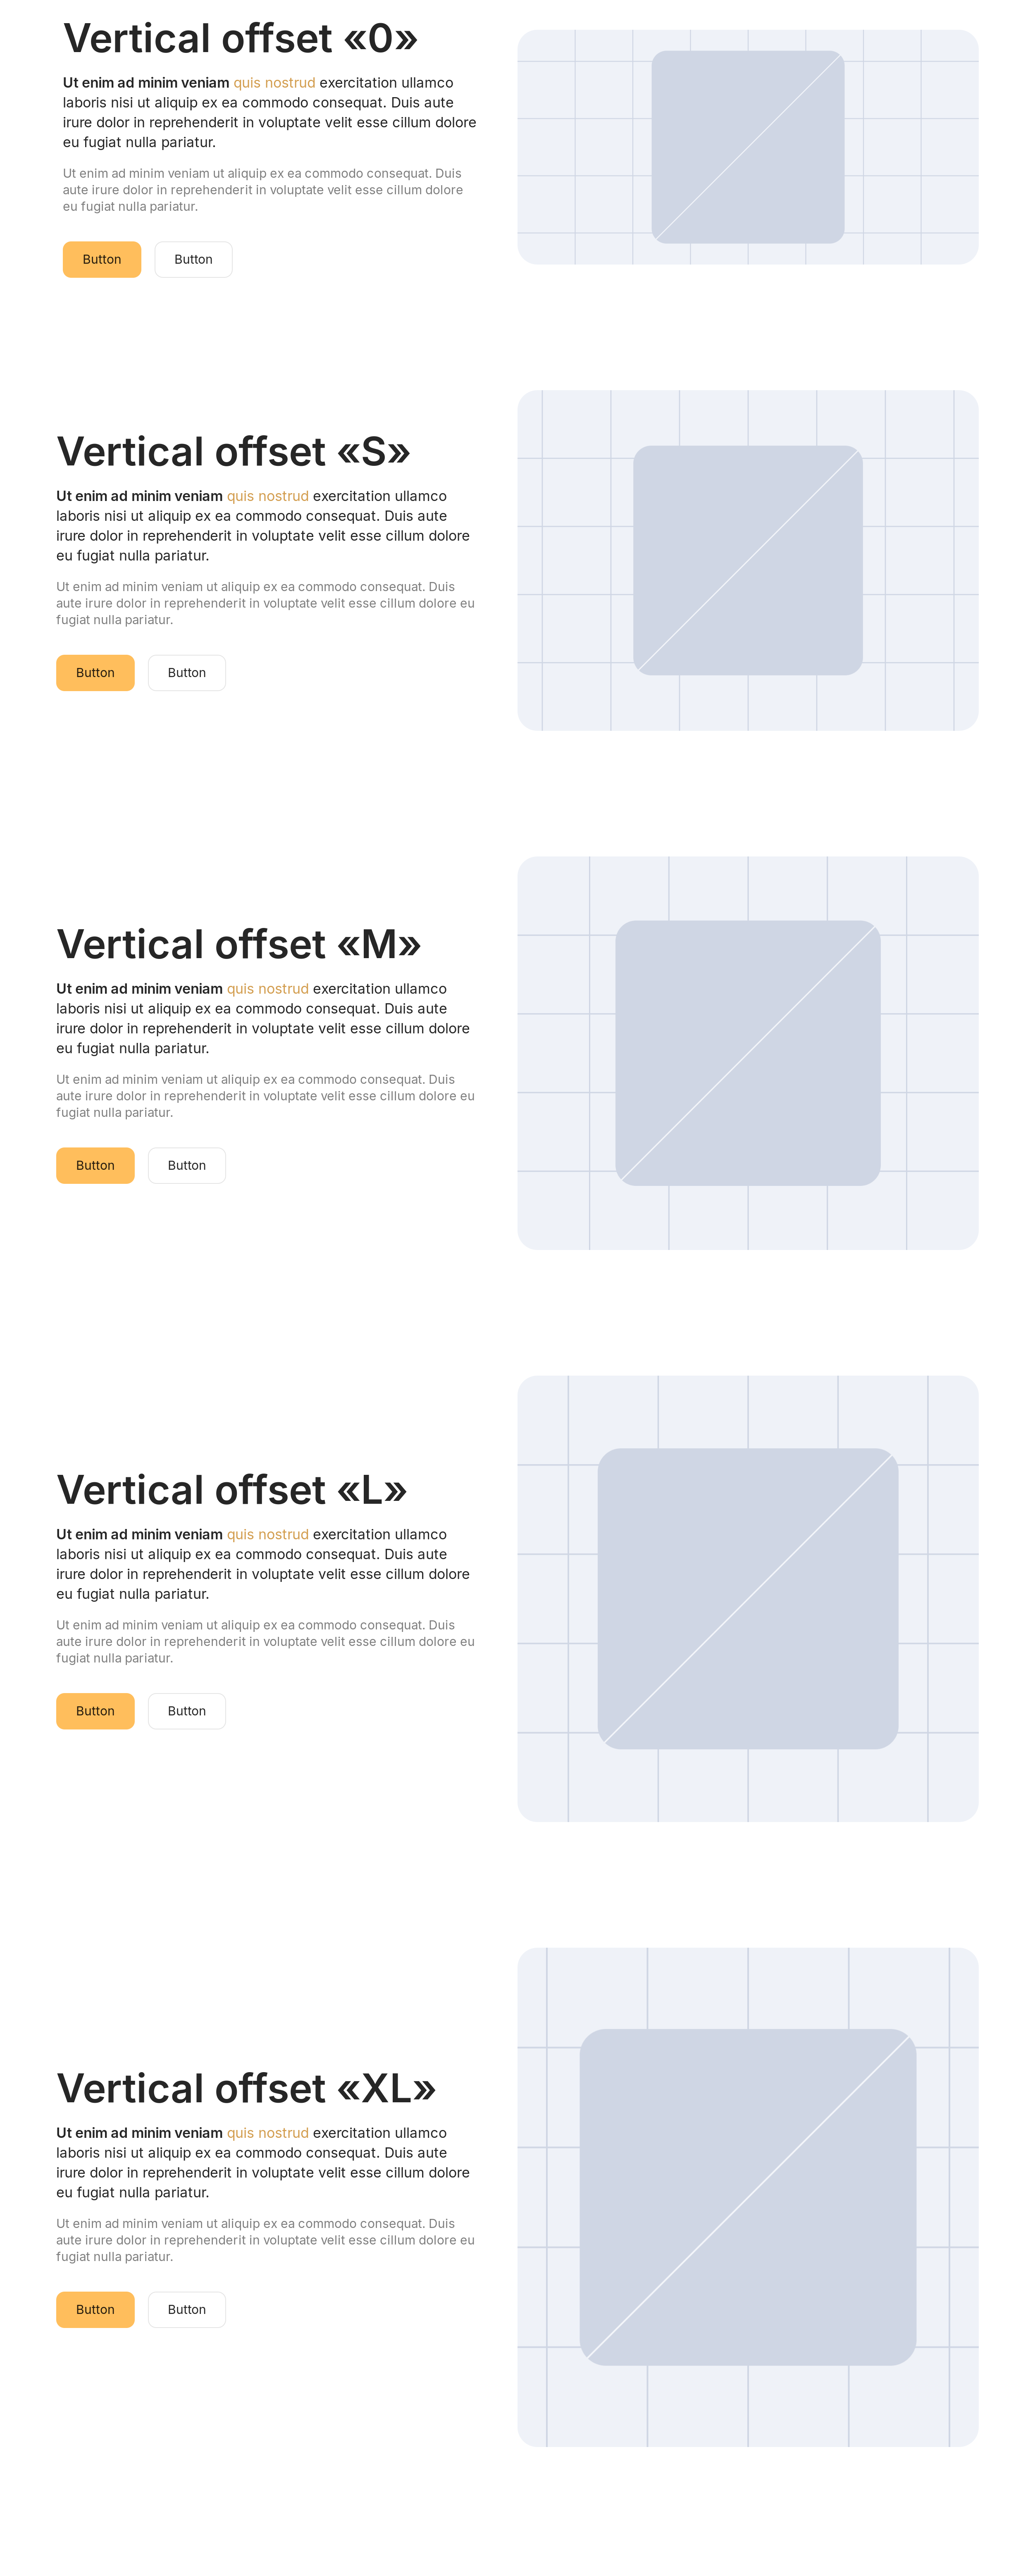 Vertical offset «0»
Ut enim ad minim veniam quis nostrud exercitation ullamco
laboris nisi ut aliquip ex ea commodo consequat. Duis aute
irure dolor in reprehenderit in voluptate velit esse cillum dolore
eu fugiat nulla pariatur.
Ut enim ad minim veniam ut aliquip ex ea commodo consequat. Duis
aute irure dolor in reprehenderit in voluptate velit esse cillum dolore
eu fugiat nulla pariatur.
Button Button
Vertical offset «S»
Ut enim ad minim veniam quis nostrud exercitation ullamco
laboris nisi ut aliquip ex ea commodo consequat. Duis aute
irure dolor in reprehenderit in voluptate velit esse cillum dolore
eu fugiat nulla pariatur.
Ut enim ad minim veniam ut aliquip ex ea commodo consequat. Duis
aute irure dolor in reprehenderit in voluptate velit esse cillum dolore eu
fugiat nulla pariatur.
Button Button
Vertical offset «M»
Ut enim ad minim veniam quis nostrud exercitation ullamco
laboris nisi ut aliquip ex ea commodo consequat. Duis aute
irure dolor in reprehenderit in voluptate velit esse cillum dolore
eu fugiat nulla pariatur.
Ut enim ad minim veniam ut aliquip ex ea commodo consequat. Duis
aute irure dolor in reprehenderit in voluptate velit esse cillum dolore eu
fugiat nulla pariatur.
Button Button
Vertical offset «L»
Ut enim ad minim veniam quis nostrud exercitation ullamco
laboris nisi ut aliquip ex ea commodo consequat. Duis aute
irure dolor in reprehenderit in voluptate velit esse cillum dolore
eu fugiat nulla pariatur.
Ut enim ad minim veniam ut aliquip ex ea commodo consequat. Duis
aute irure dolor in reprehenderit in voluptate velit esse cillum dolore eu
fugiat nulla pariatur.
Button Button
Vertical offset «XL»
Ut enim ad minim veniam quis nostrud exercitation ullamco
laboris nisi ut aliquip ex ea commodo consequat. Duis aute
irure dolor in reprehenderit in voluptate velit esse cillum dolore
eu fugiat nulla pariatur.
Ut enim ad minim veniam ut aliquip ex ea commodo consequat. Duis
aute irure dolor in reprehenderit in voluptate velit esse cillum dolore eu
fugiat nulla pariatur.
Button Button